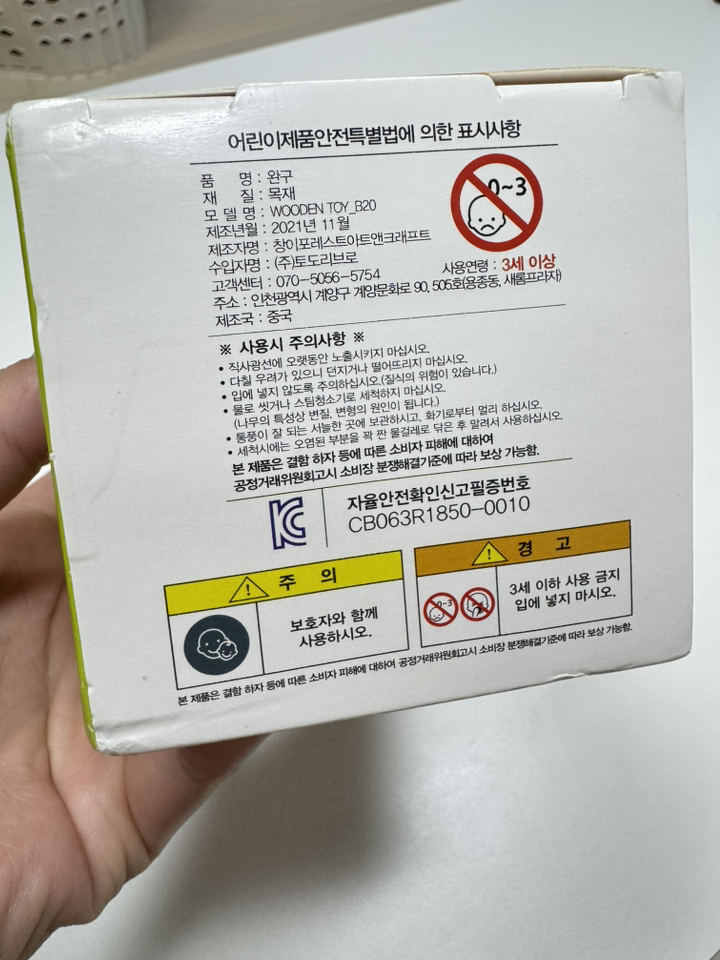 어린이제품안전특별법에 의한 표시사항
품 명 : 완구
재 질 : 목재
모 델 명 : WOODEN TOY_B20
제조년월 : 2021년 11월
제조자명 : 창이포레스트아트앤크래프트
수입자명 : (주)토도리브로
고객센터 : 070-5056-5754
주소 : 인천광역시 계양구 계양문화로 90, 505호(용종동, 새롬프라자)
제조국 : 중국
0~3
사용연령 : 3세 이상
※ 사용시 주의사항 ※
• 직사광선에 오랫동안 노출시키지 마십시오.
• 다칠 우려가 있으니 던지거나 떨어뜨리지 마십시오.
• 입에 넣지 않도록 주의하십시오.(질식의 위험이 있습니다.)
• 물로 씻거나 스팀청소기로 세척하지 마십시오.
(나무의 특성상 변질, 변형의 원인이 됩니다.)
• 통풍이 잘 되는 서늘한 곳에 보관하시고, 화기로부터 멀리 하십시오.
• 세척시에는 오염된 부분을 꽉 짠 물걸레로 닦은 후 말려서 사용하십시오.
본 제품은 결함 하자 등에 따른 소비자 피해에 대하여
공정거래위원회고시 소비장 분쟁해결기준에 따라 보상 가능함.
KC
자율안전확인신고필증번호
CB063R1850-0010
주 의
보호자와 함께
사용하시오.
경 고
0-3
3세 이하 사용 금지
입에 넣지 마시오.
본 제품은 결함 하자 등에 따른 소비자 피해에 대하여 공정거래위원회고시 소비장 분쟁해결기준에 따라 보상 가능함.